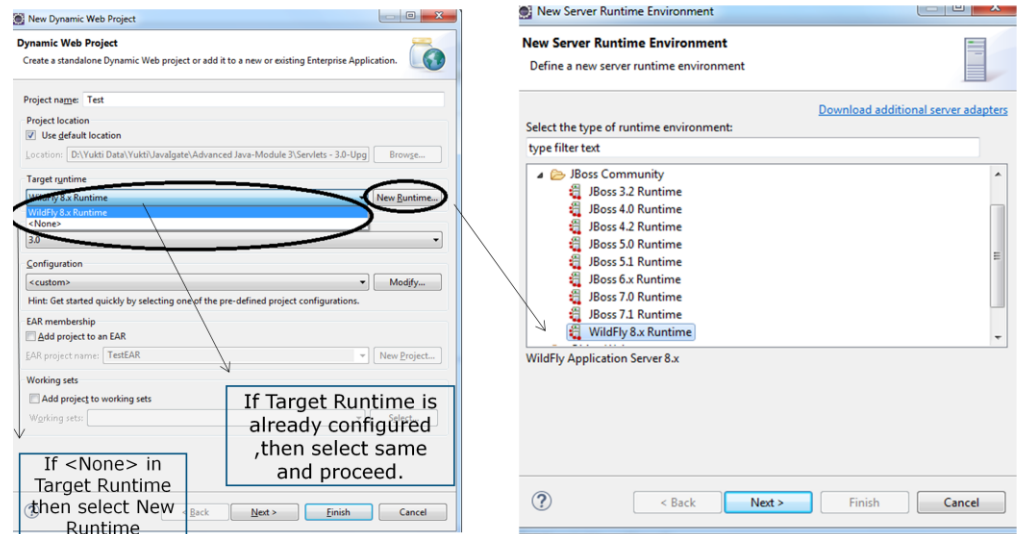 New Dynamic Web Project
Dynamic Web Project
Create a standalone Dynamic Web project or add it to a new or existing Enterprise Application.
Project name: Test
Project location
Use default location
Location: D:\Yukti Data\Yukti\Javalgate\Advanced Java-Module 3\Servlets - 3.0-Upg Browse...
Target runtime
WildFly 8.x Runtime New Runtime...
WildFly 8.x Runtime
<None>
3.0
Configuration
<custom> Modify...
Hint: Get started quickly by selecting one of the pre-defined project configurations.
EAR membership
Add project to an EAR
EAR project name: TestEAR New Project...
Working sets
Add project to working sets
Working sets: Select...
If Target Runtime is
already configured
,then select same
and proceed.
If <None> in
Target Runtime
then select New
Runtime
< Back Next > Finish Cancel
New Server Runtime Environment
New Server Runtime Environment
Define a new server runtime environment
Download additional server adapters
Select the type of runtime environment:
type filter text
JBoss Community
JBoss 3.2 Runtime
JBoss 4.0 Runtime
JBoss 4.2 Runtime
JBoss 5.0 Runtime
JBoss 5.1 Runtime
JBoss 6.x Runtime
JBoss 7.0 Runtime
JBoss 7.1 Runtime
WildFly 8.x Runtime
WildFly Application Server 8.x
? < Back Next > Finish Cancel